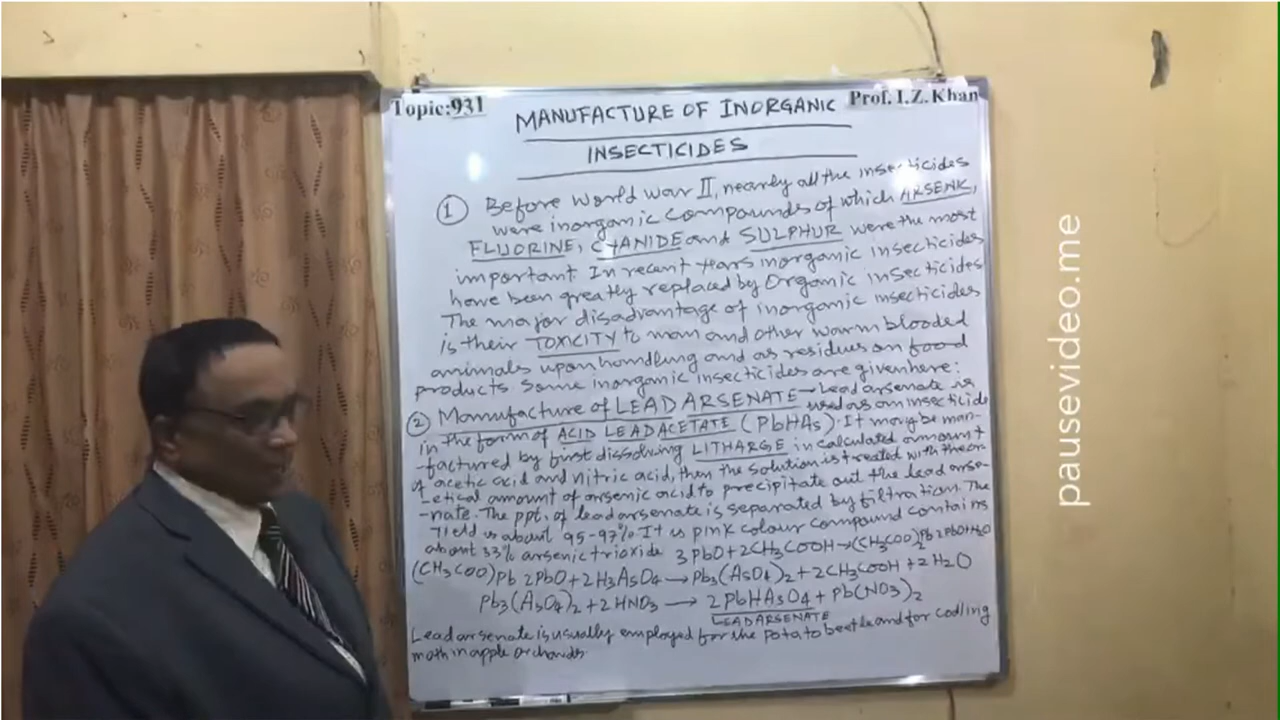 Topic:931
Prof. I.Z. Khan
MANUFACTURE OF INORGANIC
INSECTICIDES
① Before World war II, nearly all the insecticides
were inorganic compounds of which ARSENIC,
FLUORINE, CYANIDE and SULPHUR were the most
important In recent years inorganic insecticides
have been greatly replaced by Organic insecticides
The major disadvantage of inorganic insecticides
is their TOXICITY to man and other warm blooded
animals upon handling and as residues on food
products. Some inorganic insecticides are given here:
② Manufacture of LEAD ARSENATE - Lead arsenate is
used as an insecticide
in the form of ACID LEAD ACETATE (PbHAs). It may be man-
-factured by first dissolving LITHARGE in calculated amount
of acetic acid and nitric acid, then the solution is treated with theor-
-etical amount of arsenic acid to precipitate out the lead arse-
-nate. The ppt. of lead arsenate is separated by filtration. The
Yield is about 95-97%. It is pink colour compound contains
about 33% arsenic trioxide 3PbO+2CH3COOH→(CH3COO)2Pb 2PbO+H2O
(CH3COO)Pb 2PbO+2H3AsO4→Pb3(AsO4)2+2CH3COOH+2H2O
Pb3(AsO4)2+2HNO3→2PbHAsO4+Pb(NO3)2
LEAD ARSENATE
Lead arsenate is usually employed for the potato beetle and for codling
moth in apple orchards
pausevideo.me